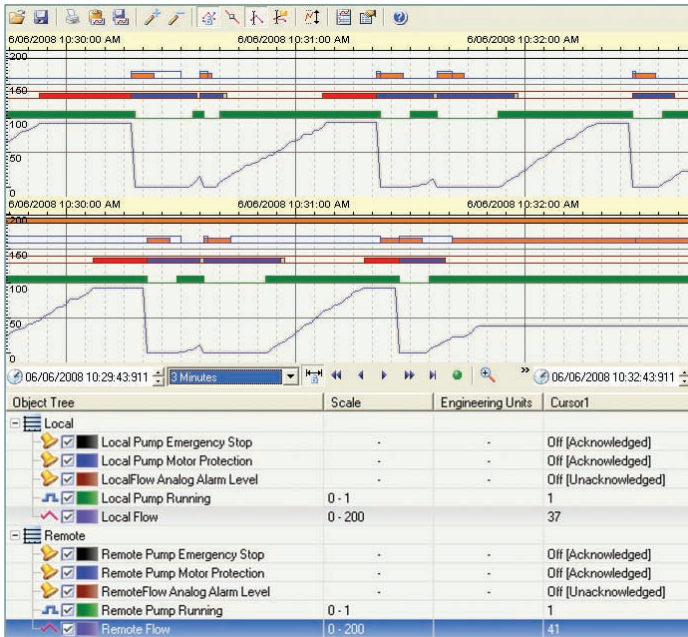 6/06/2008 10:30:00 AM 6/06/2008 10:31:00 AM 6/06/2008 10:32:00 AM
200
150
100
50
0
6/06/2008 10:30:00 AM 6/06/2008 10:31:00 AM 6/06/2008 10:32:00 AM
200
150
100
50
0
06/06/2008 10:29:43:911 3 Minutes » 06/06/2008 10:32:43:911
Object Tree Scale Engineering Units Cursor1
Local
Local Pump Emergency Stop - - Off [Acknowledged]
Local Pump Motor Protection - - Off [Acknowledged]
LocalFlow Analog Alarm Level - - Off [Unacknowledged]
Local Pump Running 0 - 1 1
Local Flow 0 - 200 37
Remote
Remote Pump Emergency Stop - - Off [Acknowledged]
Remote Pump Motor Protection - - Off [Acknowledged]
RemoteFlow Analog Alarm Level - - Off [Unacknowledged]
Remote Pump Running 0 - 1 1
Remote Flow 0 - 200 41